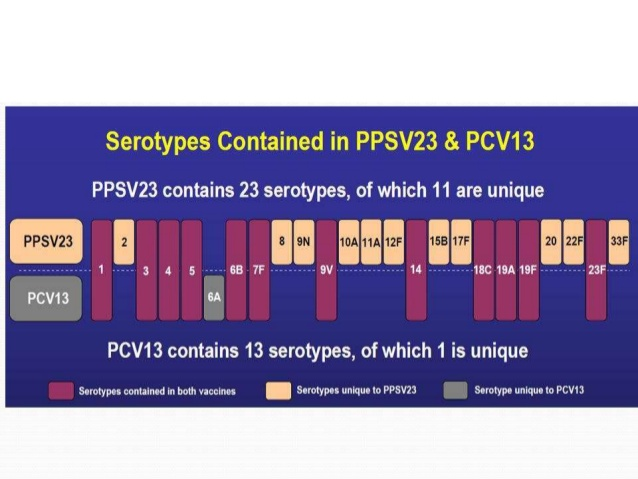 Serotypes Contained in PPSV23 & PCV13
PPSV23 contains 23 serotypes, of which 11 are unique
PPSV23
PCV13
1 2 3 4 5 6A 6B 7F 8 9N 9V 10A 11A 12F 14 15B 17F 18C 19A 19F 20 22F 23F 33F
PCV13 contains 13 serotypes, of which 1 is unique
Serotypes contained in both vaccines Serotypes unique to PPSV23 Serotype unique to PCV13